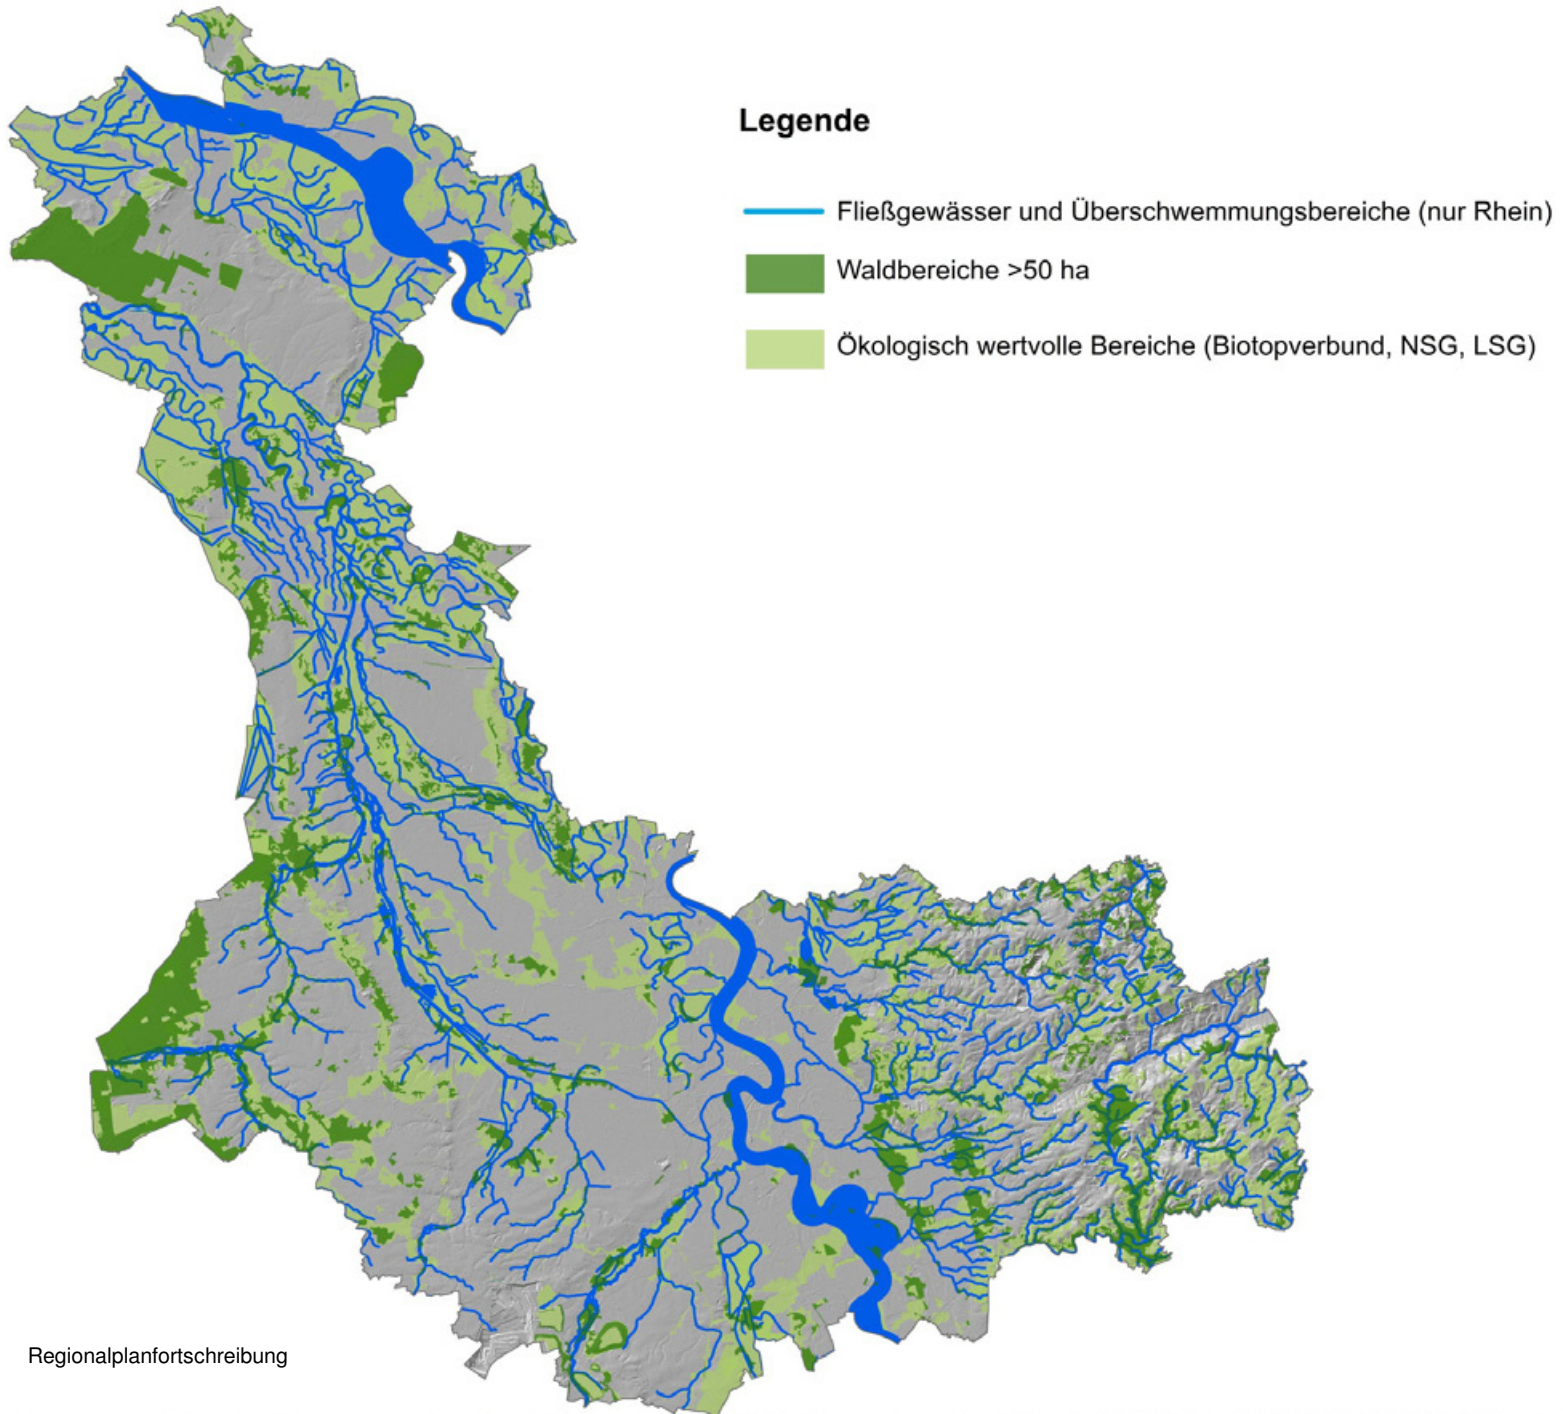 Legende
Fließgewässer und Überschwemmungsbereiche (nur Rhein)
Waldbereiche >50 ha
Ökologisch wertvolle Bereiche (Biotopverbund, NSG, LSG)
Regionalplanfortschreibung